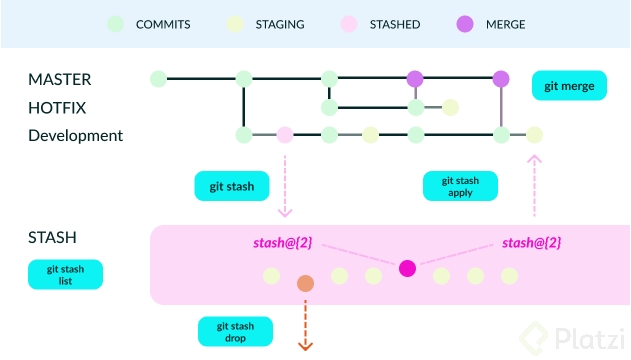 COMMITS
STAGING
STASHED
MERGE
MASTER
HOTFIX
Development
git merge
git stash
git stash
apply
STASH
stash@{2}
stash@{2}
git stash
list
git stash
drop
Platzi